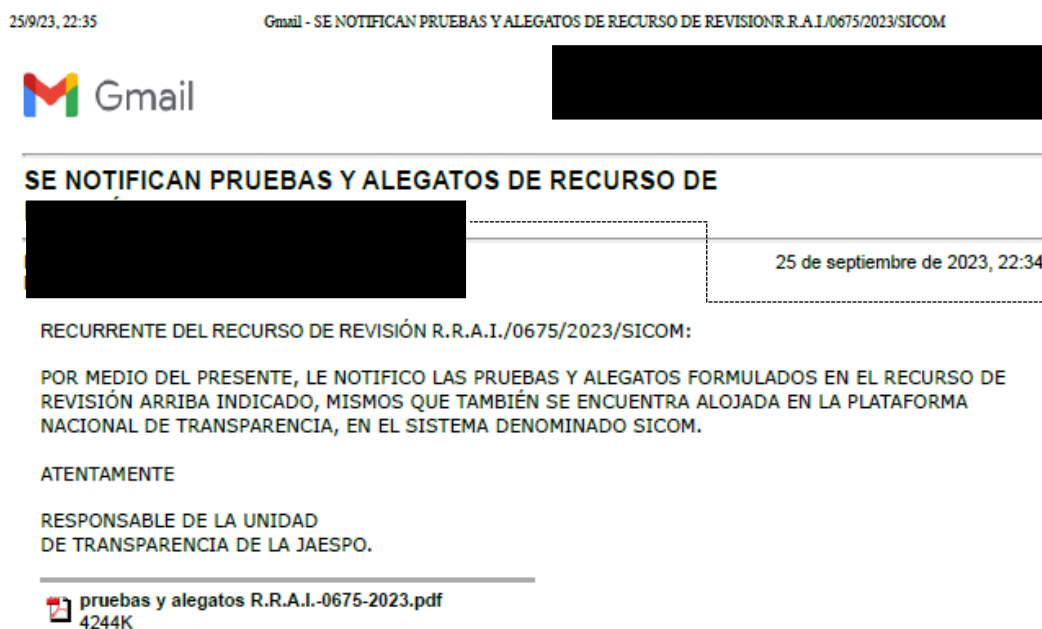 25/9/23, 22:35 Gmail - SE NOTIFICAN PRUEBAS Y ALEGATOS DE RECURSO DE REVISIONR.R.A.I./0675/2023/SICOM
Gmail
SE NOTIFICAN PRUEBAS Y ALEGATOS DE RECURSO DE
25 de septiembre de 2023, 22:34
RECURRENTE DEL RECURSO DE REVISIÓN R.R.A.I./0675/2023/SICOM:
POR MEDIO DEL PRESENTE, LE NOTIFICO LAS PRUEBAS Y ALEGATOS FORMULADOS EN EL RECURSO DE
REVISIÓN ARRIBA INDICADO, MISMOS QUE TAMBIÉN SE ENCUENTRA ALOJADA EN LA PLATAFORMA
NACIONAL DE TRANSPARENCIA, EN EL SISTEMA DENOMINADO SICOM.
ATENTAMENTE
RESPONSABLE DE LA UNIDAD
DE TRANSPARENCIA DE LA JAESPO.
pruebas y alegatos R.R.A.I.-0675-2023.pdf
4244K